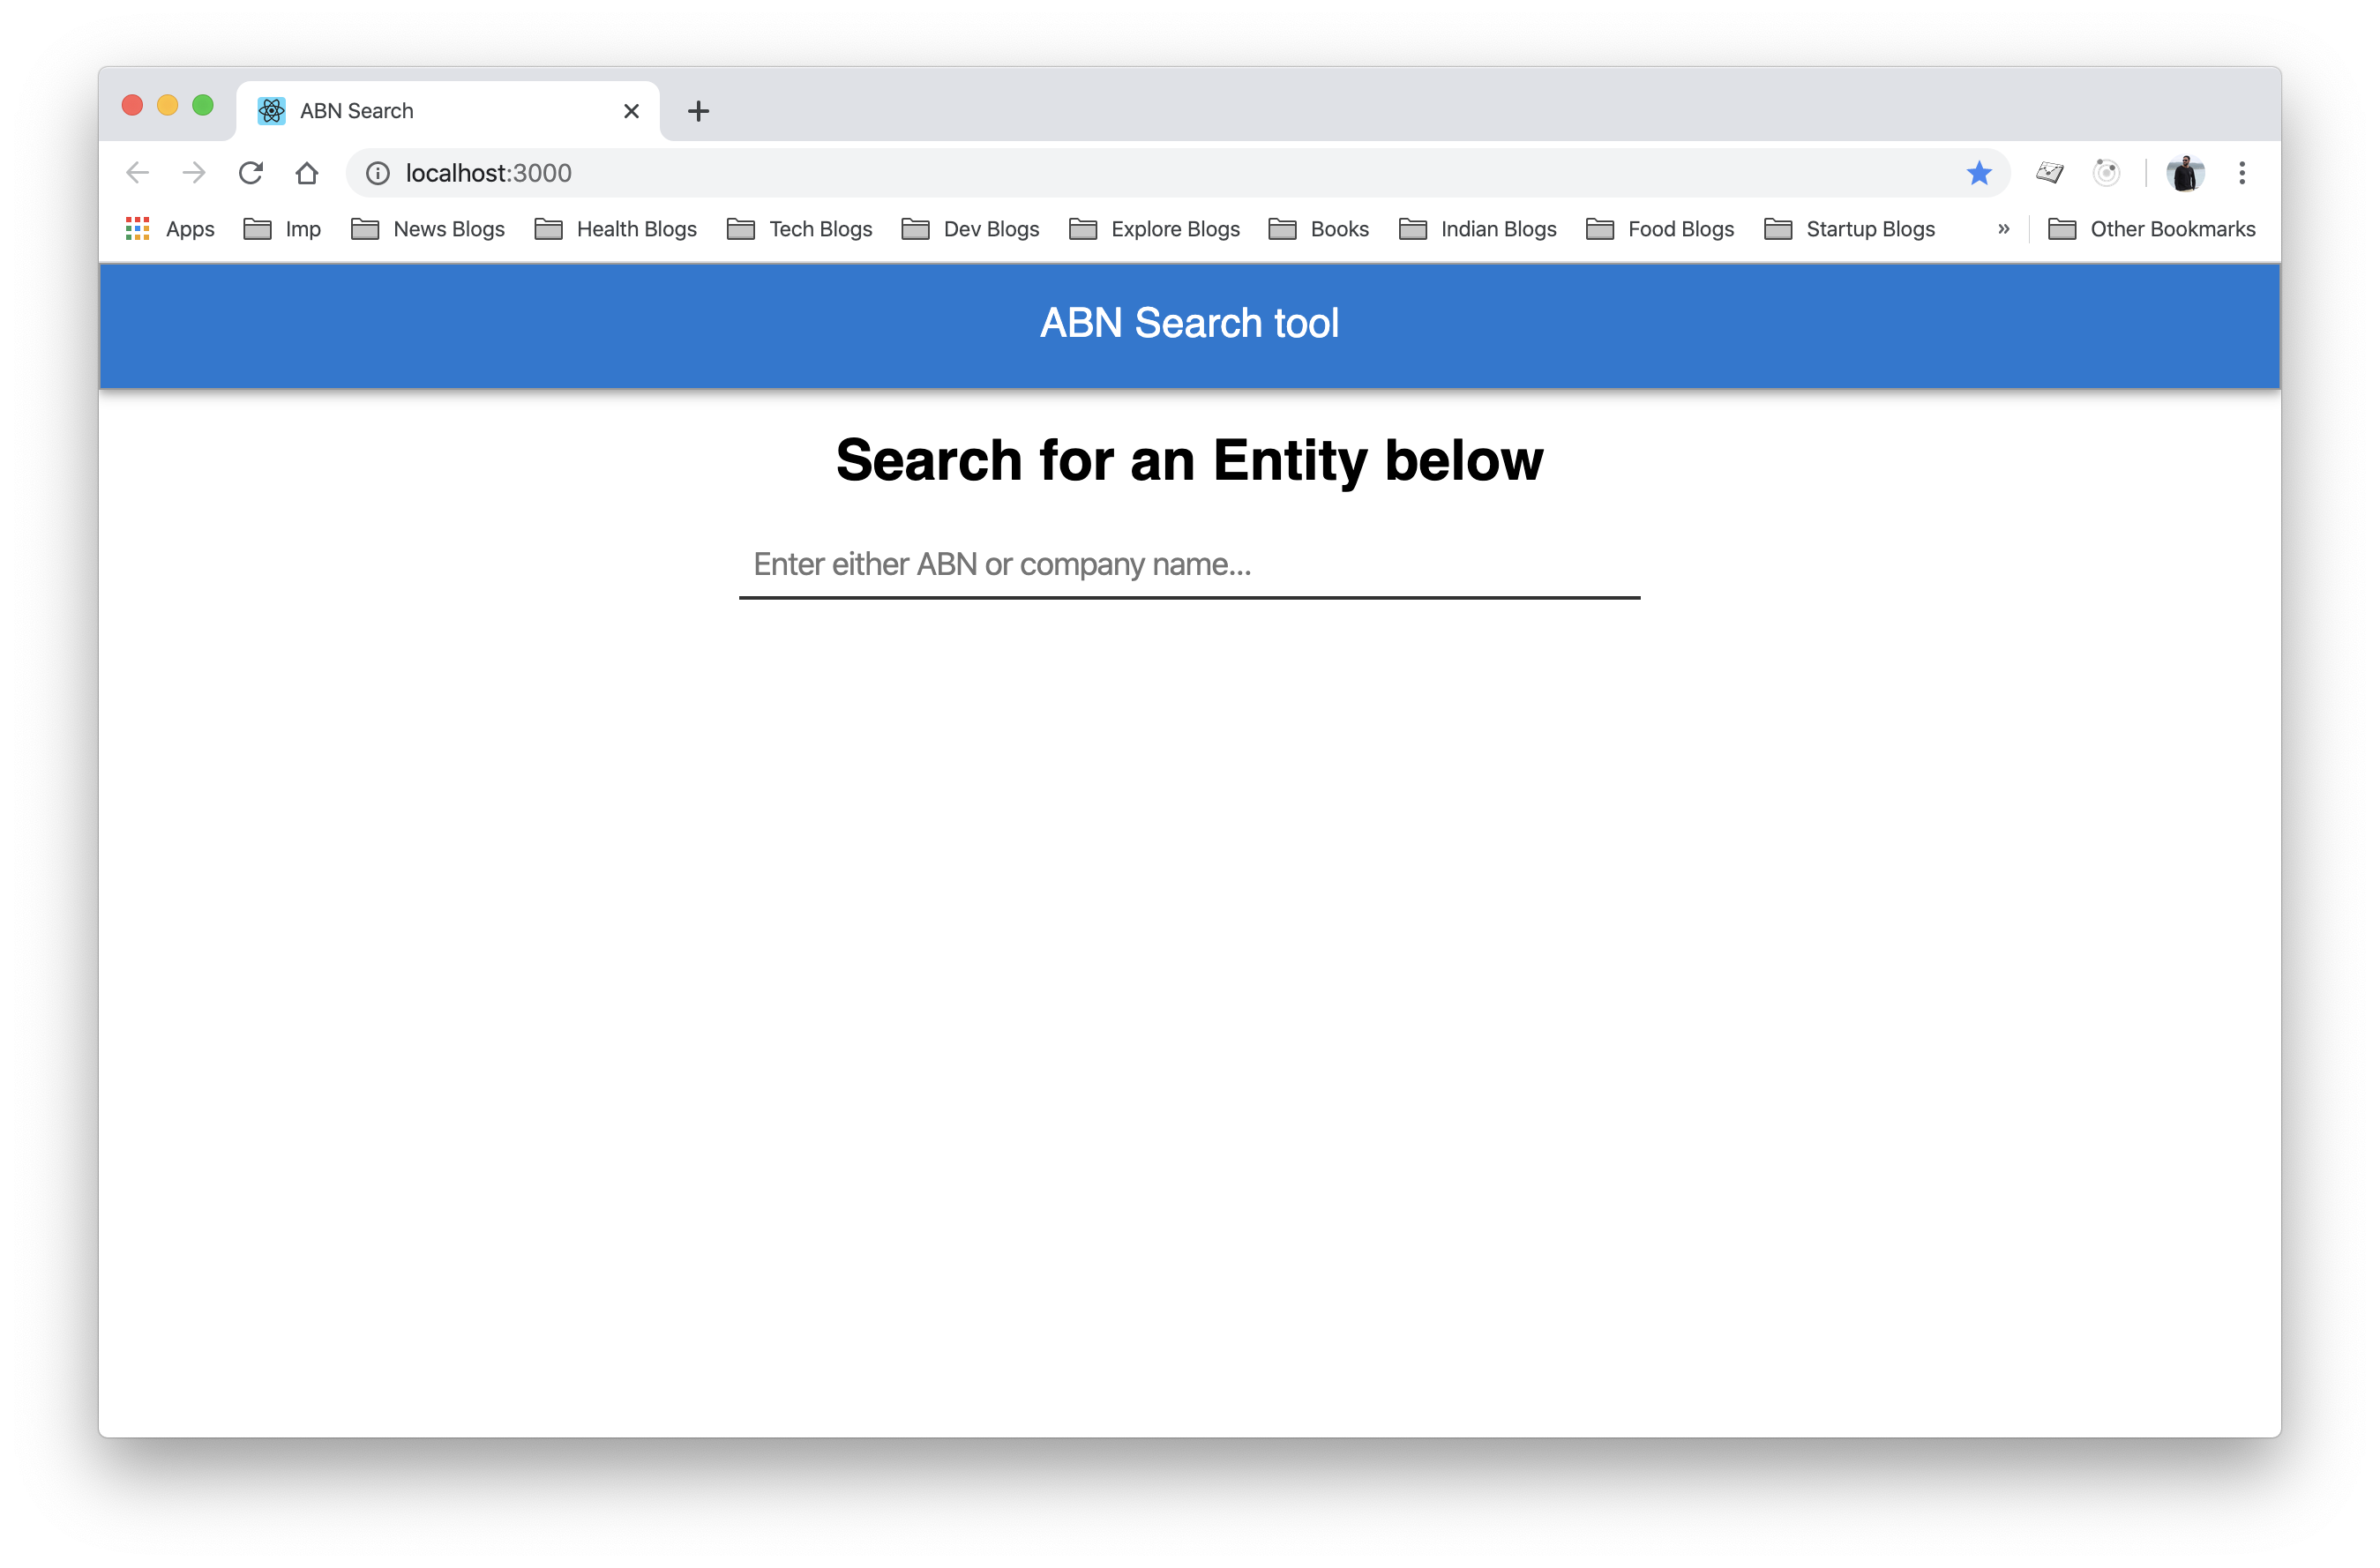 ABN Search
localhost:3000
Apps Imp News Blogs Health Blogs Tech Blogs Dev Blogs Explore Blogs Books Indian Blogs Food Blogs Startup Blogs » Other Bookmarks
ABN Search tool
Search for an Entity below
Enter either ABN or company name...